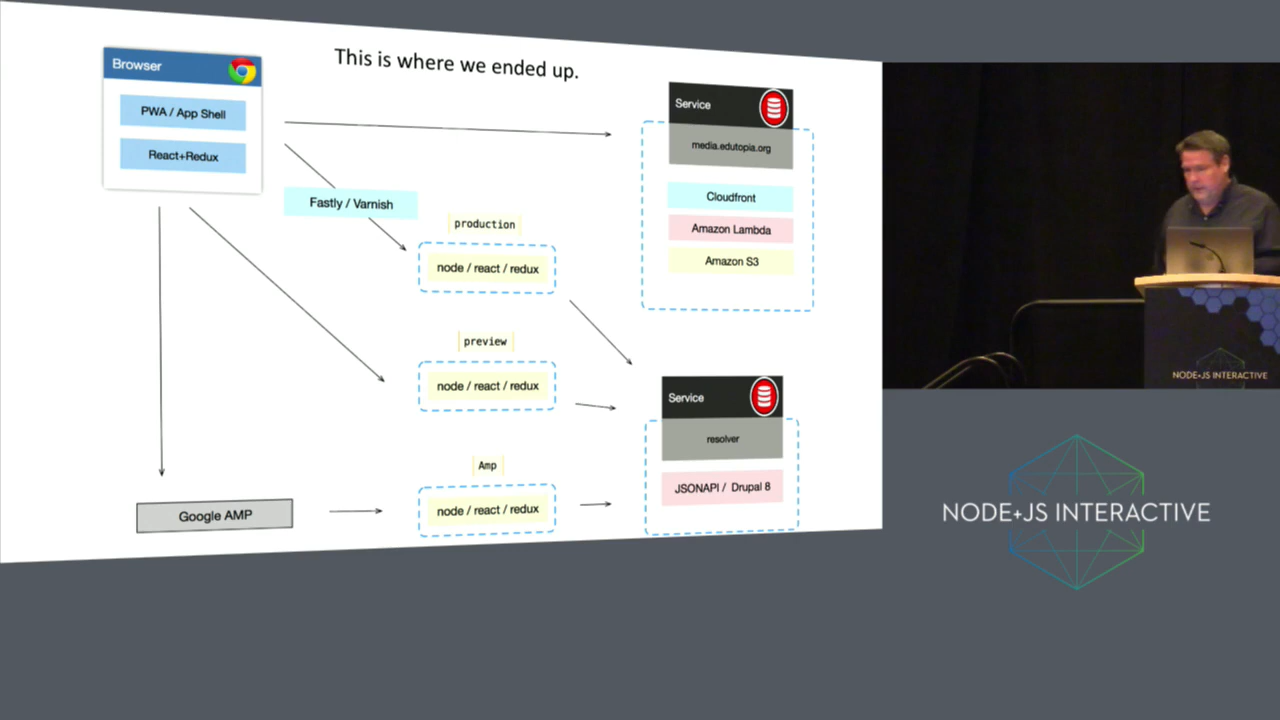 This is where we ended up.
Browser
PWA / App Shell
React+Redux
Service
media.edutopia.org
Cloudfront
Amazon Lambda
Amazon S3
Fastly / Varnish
production
node / react / redux
preview
node / react / redux
Service
resolver
JSONAPI / Drupal 8
Amp
node / react / redux
Google AMP
NODE+JS INTERACTIVE
NODE+JS INTERACTIVE